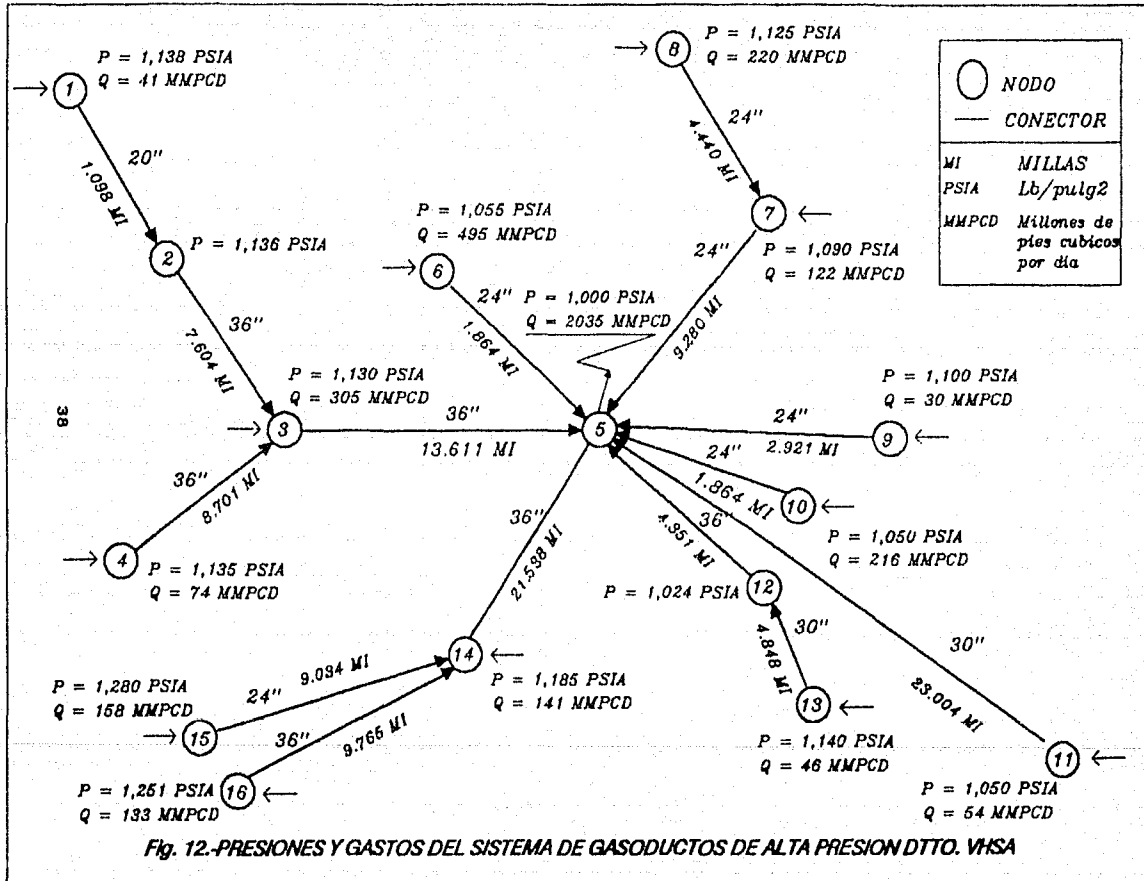 P = 1,138 PSIA
Q = 41 MMPCD
1
20"
1.098 MI
2
P = 1,136 PSIA
36"
7.604 MI
P = 1,130 PSIA
Q = 305 MMPCD
3
36"
13.611 MI
36"
8.701 MI
4
P = 1,135 PSIA
Q = 74 MMPCD
38
P = 1,055 PSIA
Q = 495 MMPCD
6
24"
1.864 MI
P = 1,000 PSIA
Q = 2035 MMPCD
5
8
P = 1,125 PSIA
Q = 220 MMPCD
24"
4.440 MI
7
P = 1,090 PSIA
Q = 122 MMPCD
24"
9.280 MI
NODO
CONECTOR
MI MILLAS
PSIA Lb/pulg2
MMPCD Millones de
pies cubicos
por dia
P = 1,100 PSIA
Q = 30 MMPCD
9
24"
2.921 MI
24"
1.864 MI
10
P = 1,050 PSIA
Q = 216 MMPCD
36"
4.351 MI
12
P = 1,024 PSIA
30"
4.848 MI
13
P = 1,140 PSIA
Q = 46 MMPCD
30"
23.004 MI
11
P = 1,050 PSIA
Q = 54 MMPCD
36"
21.538 MI
14
P = 1,185 PSIA
Q = 141 MMPCD
9.034 MI
24"
P = 1,280 PSIA
Q = 158 MMPCD
15
36"
9.765 MI
P = 1,251 PSIA
Q = 133 MMPCD
16
Fig. 12.-PRESIONES Y GASTOS DEL SISTEMA DE GASODUCTOS DE ALTA PRESION DTTO. VHSA